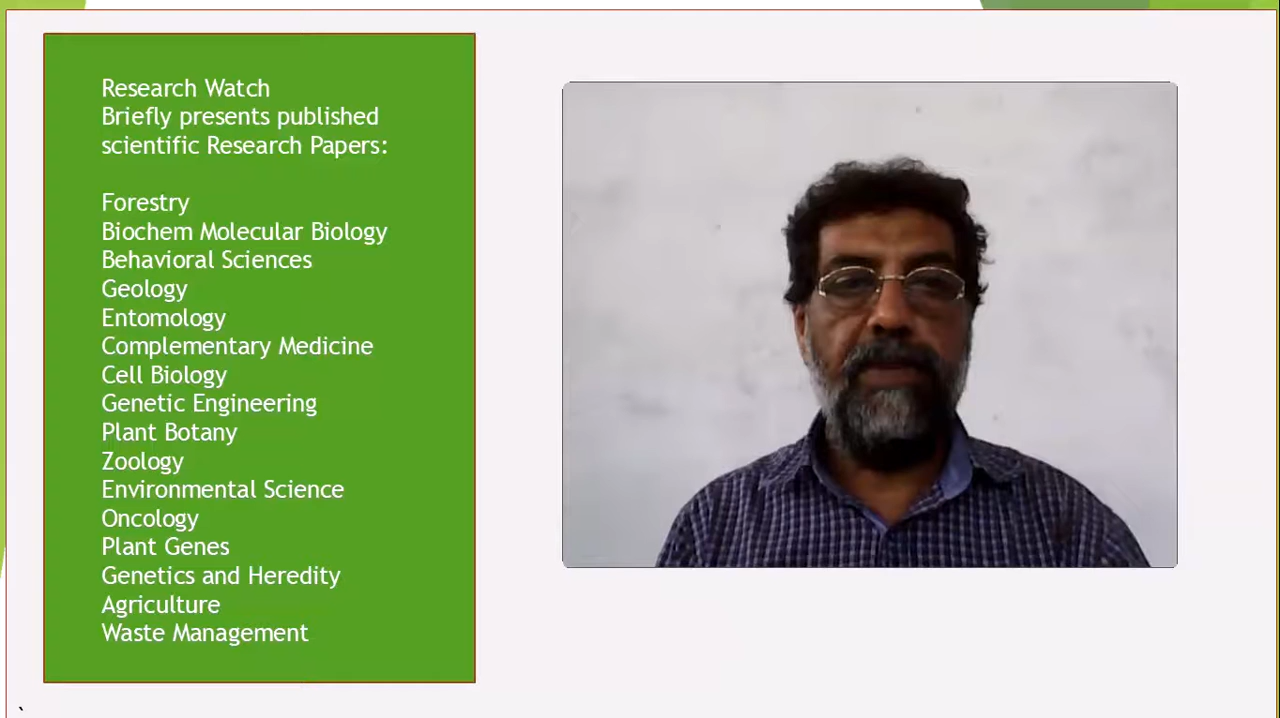 Research Watch
Briefly presents published
scientific Research Papers:
Forestry
Biochem Molecular Biology
Behavioral Sciences
Geology
Entomology
Complementary Medicine
Cell Biology
Genetic Engineering
Plant Botany
Zoology
Environmental Science
Oncology
Plant Genes
Genetics and Heredity
Agriculture
Waste Management
`